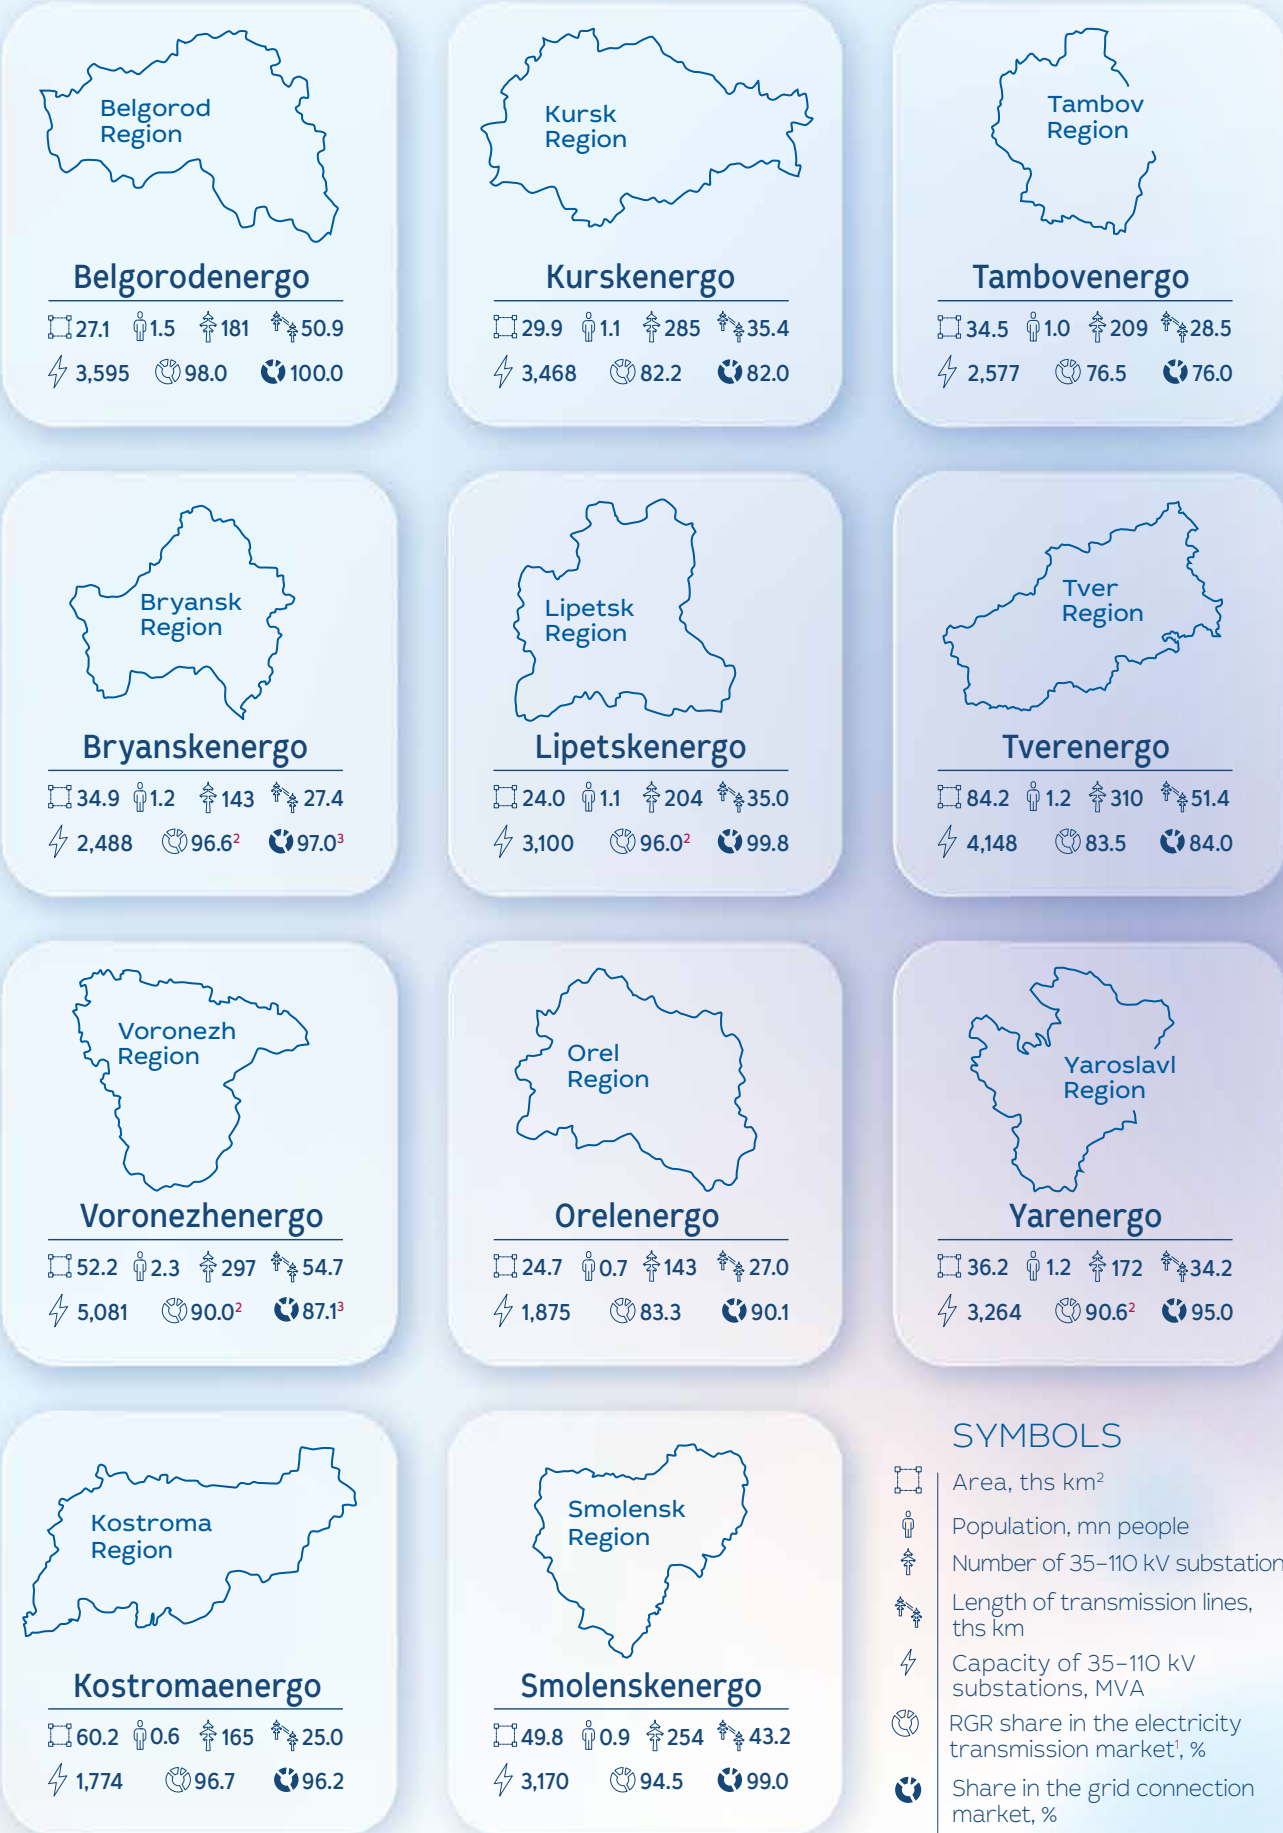 Belgorod
Region
Belgorodenergo
27.1 1.5 181 50.9
3,595 98.0 100.0
Kursk
Region
Kurskenergo
29.9 1.1 285 35.4
3,468 82.2 82.0
Tambov
Region
Tambovenergo
34.5 1.0 209 28.5
2,577 76.5 76.0
Bryansk
Region
Bryanskenergo
34.9 1.2 143 27.4
2,488 96.6² 97.0³
Lipetsk
Region
Lipetskenergo
24.0 1.1 204 35.0
3,100 96.0² 99.8
Tver
Region
Tverenergo
84.2 1.2 310 51.4
4,148 83.5 84.0
Voronezh
Region
Voronezhenergo
52.2 2.3 297 54.7
5,081 90.0² 87.1³
Orel
Region
Orelenergo
24.7 0.7 143 27.0
1,875 83.3 90.1
Yaroslavl
Region
Yarenergo
36.2 1.2 172 34.2
3,264 90.6² 95.0
Kostroma
Region
Kostromaenergo
60.2 0.6 165 25.0
1,774 96.7 96.2
Smolensk
Region
Smolenskenergo
49.8 0.9 254 43.2
3,170 94.5 99.0
SYMBOLS
Area, ths km²
Population, mn people
Number of 35–110 kV substation
Length of transmission lines,
ths km
Capacity of 35–110 kV
substations, MVA
RGR share in the electricity
transmission market¹, %
Share in the grid connection
market, %